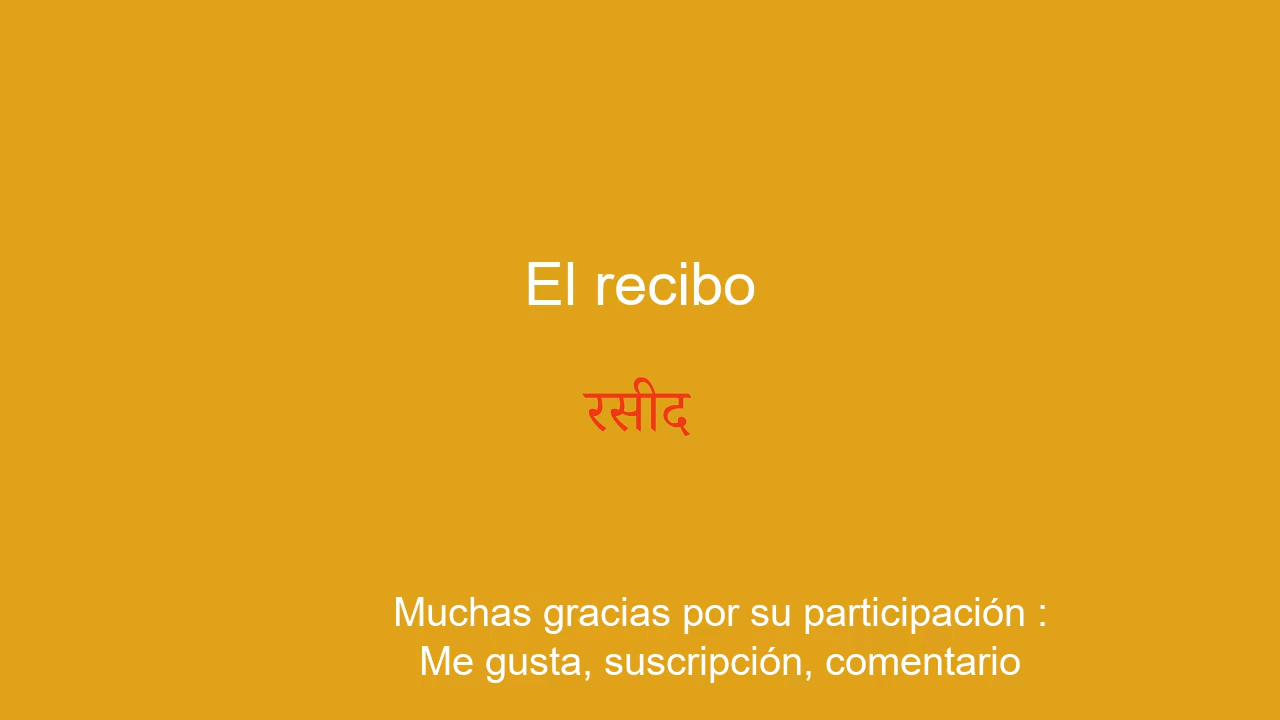 El recibo
रसीद
Muchas gracias por su participación :
Me gusta, suscripción, comentario